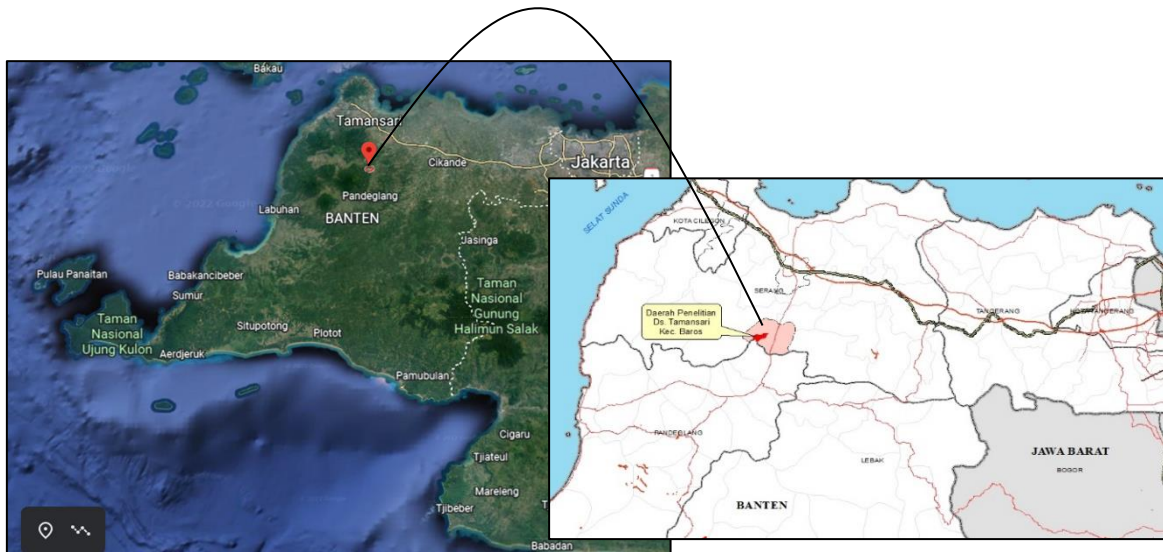 Bakau
Tamansari
Cikande
Jakarta
Pandeglang
Labuhan
BANTEN
Jasinga
Pulau Panaitan
Babakancibeber
Sumur
Taman
Nasional
Gunung
Halimun Salak
Taman
Nasional
Ujung Kulon
Situpotong
Plotot
Aerdjeruk
Pamubulan
Cigaru
Tjiateul
Mareleng
Tjibeber
Babadan
SELAT SUNDA
KOTA CILEGON
SERANG
Daerah Penelitian
Ds. Tamansari
Kec. Baros
TANGERANG
KOTA TANGERANG
PANDEGLANG
LEBAK
JAWA BARAT
BOGOR
BANTEN